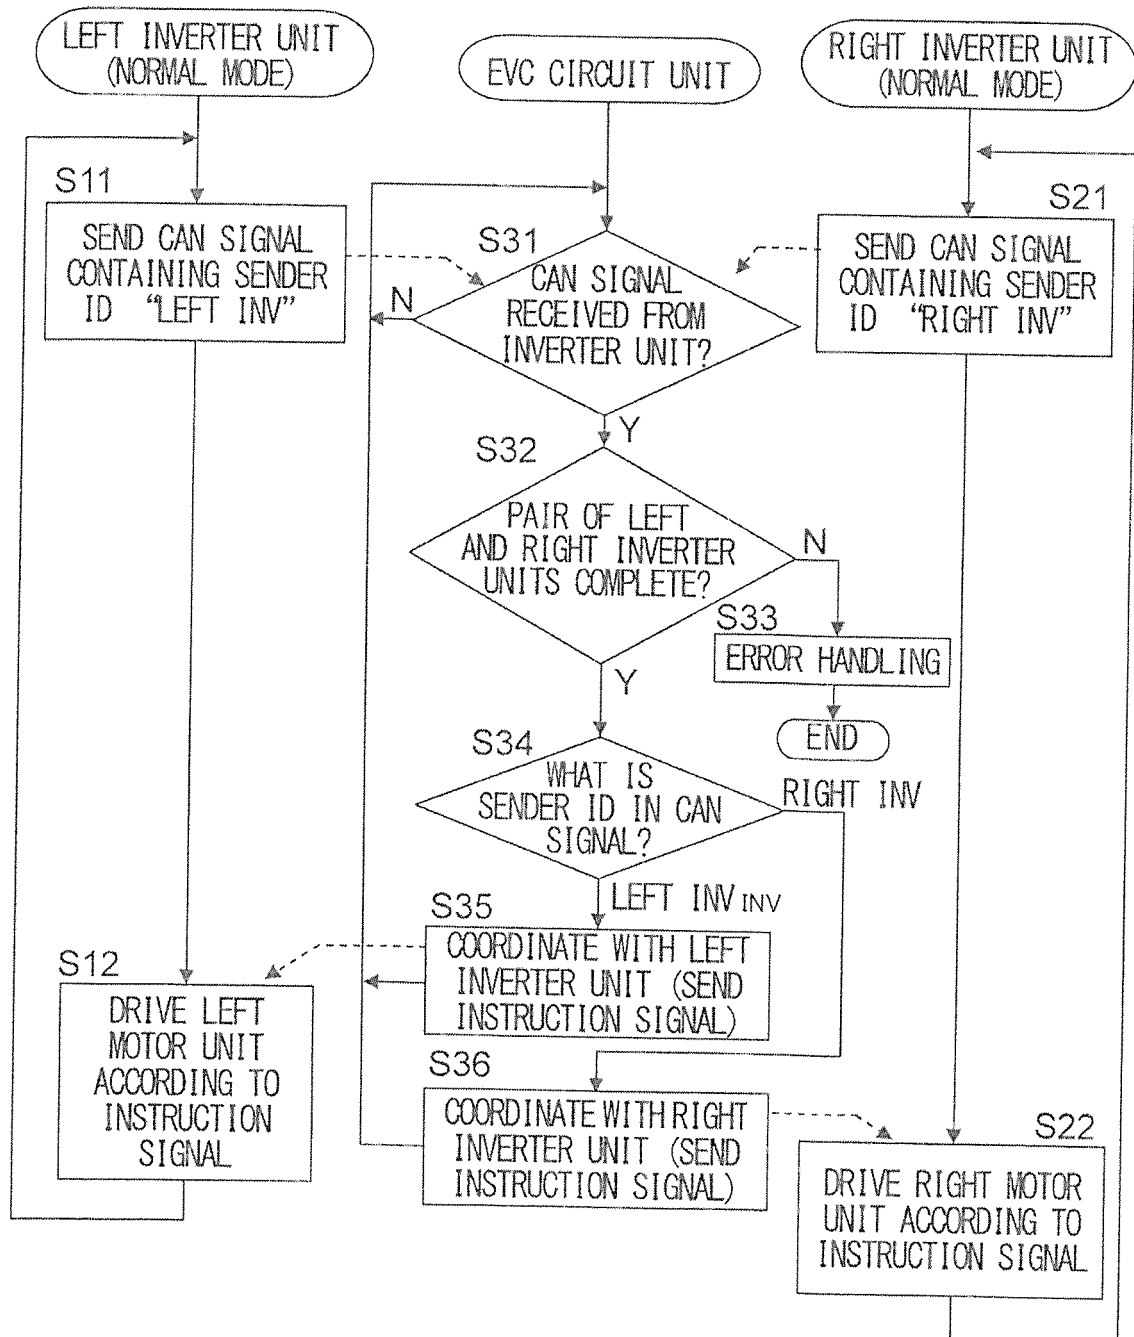 LEFT INVERTER UNIT
(NORMAL MODE)
EVC CIRCUIT UNIT
RIGHT INVERTER UNIT
(NORMAL MODE)
S11
SEND CAN SIGNAL
CONTAINING SENDER
ID “LEFT INV”
S31
CAN SIGNAL
RECEIVED FROM
INVERTER UNIT?
N
Y
S21
SEND CAN SIGNAL
CONTAINING SENDER
ID “RIGHT INV”
S32
PAIR OF LEFT
AND RIGHT INVERTER
UNITS COMPLETE?
N
Y
S33
ERROR HANDLING
END
S34
WHAT IS
SENDER ID IN CAN
SIGNAL?
RIGHT INV
LEFT INV INV
S35
COORDINATE WITH LEFT
INVERTER UNIT (SEND
INSTRUCTION SIGNAL)
S12
DRIVE LEFT
MOTOR UNIT
ACCORDING TO
INSTRUCTION
SIGNAL
S36
COORDINATE WITH RIGHT
INVERTER UNIT (SEND
INSTRUCTION SIGNAL)
S22
DRIVE RIGHT MOTOR
UNIT ACCORDING TO
INSTRUCTION SIGNAL